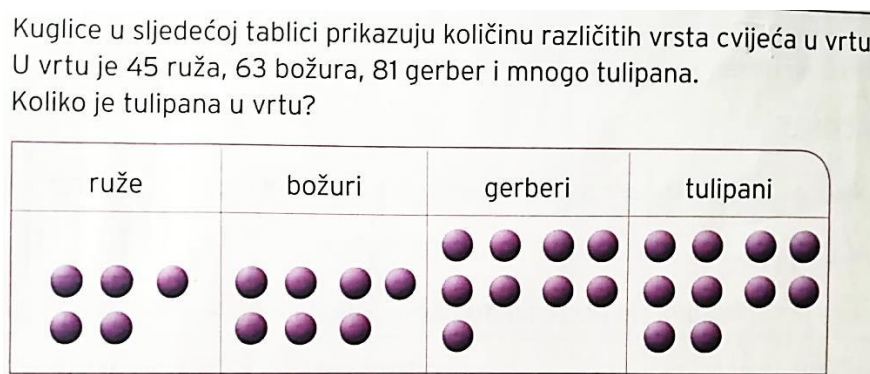 Kuglice u sljedećoj tablici prikazuju količinu različitih vrsta cvijeća u vrtu
U vrtu je 45 ruža, 63 božura, 81 gerber i mnogo tulipana.
Koliko je tulipana u vrtu?
ruže božuri gerberi tulipani